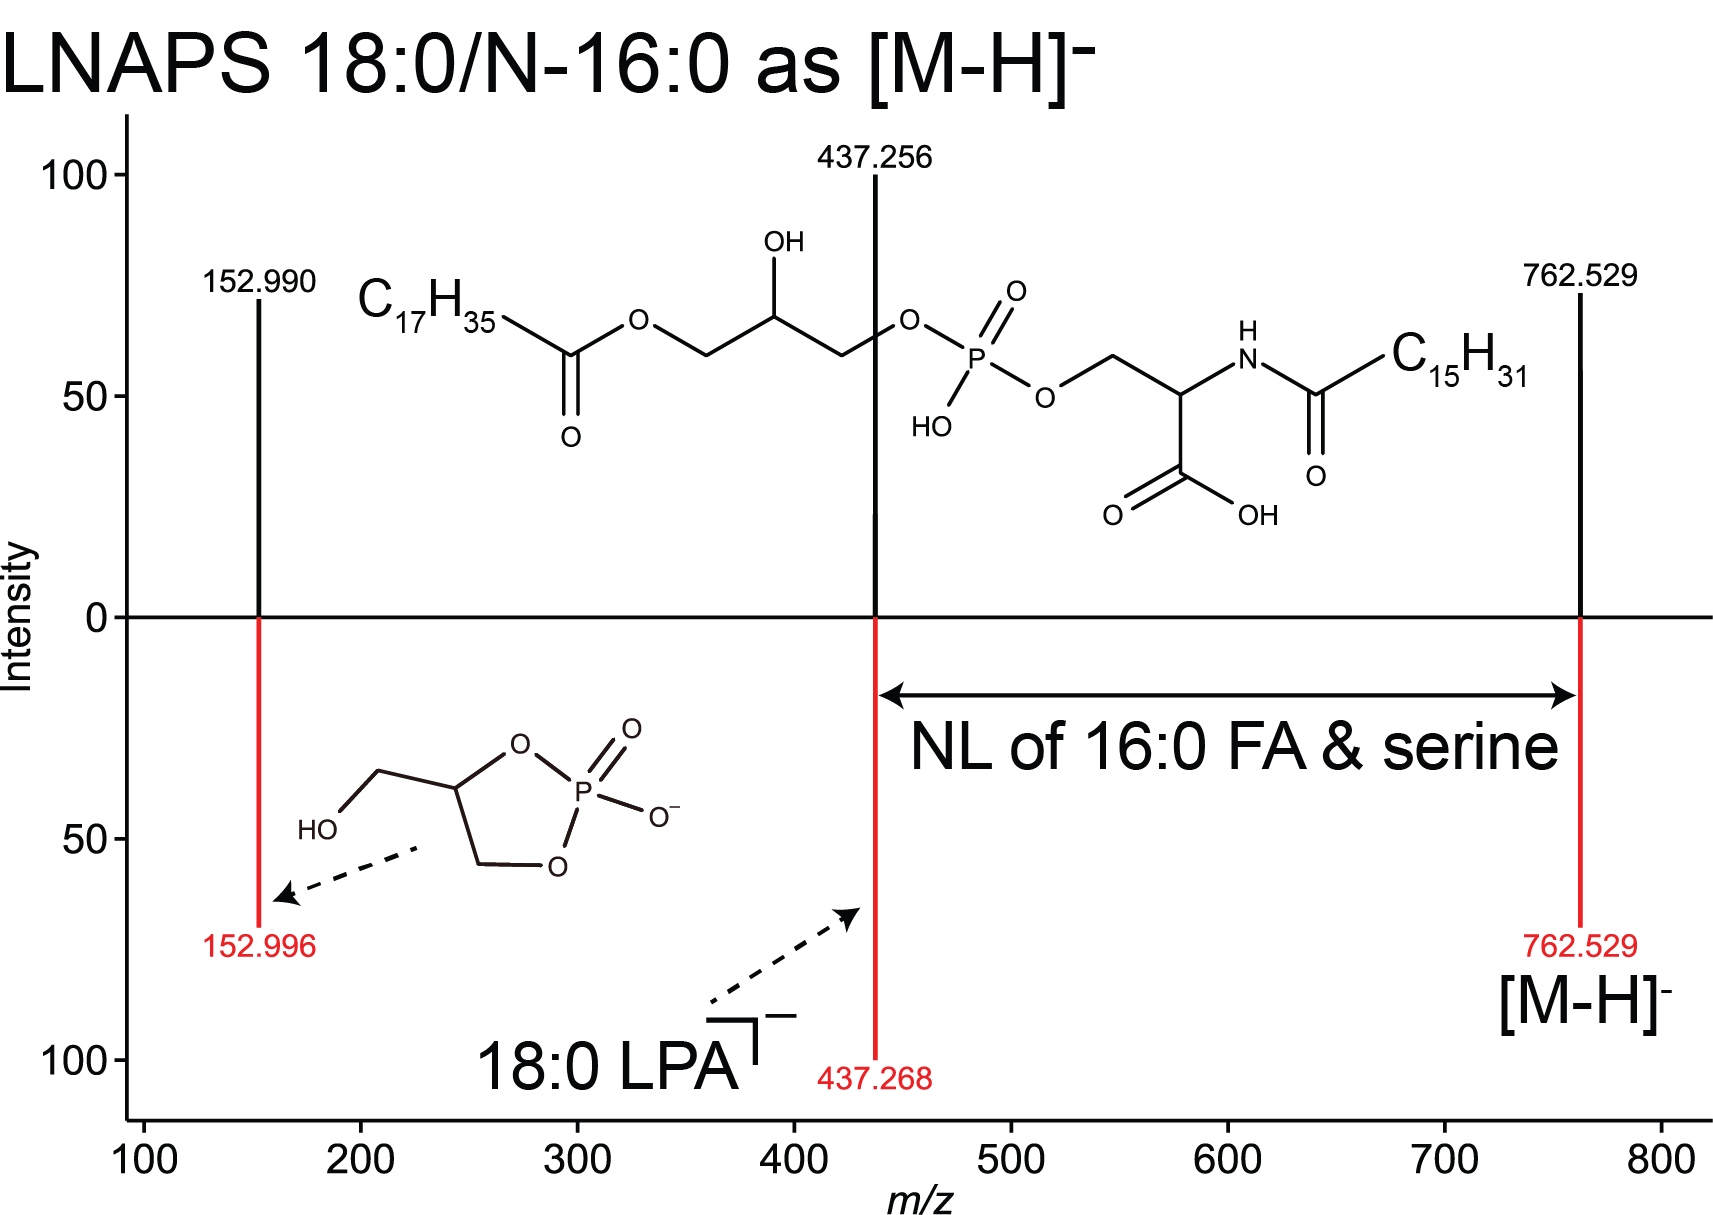 LNAPS 18:0/N-16:0 as [M-H]⁻
437.256
100
OH
152.990
762.529
C₁₇H₃₅
O
O
O
H
N
C₁₅H₃₁
P
50
O
HO
O
O
O
OH
Intensity
0
NL of 16:0 FA & serine
O
O
P
O⁻
HO
50
O
152.996
762.529
[M-H]⁻
18:0 LPA⁻
100
437.268
100 200 300 400 500 600 700 800
m/z